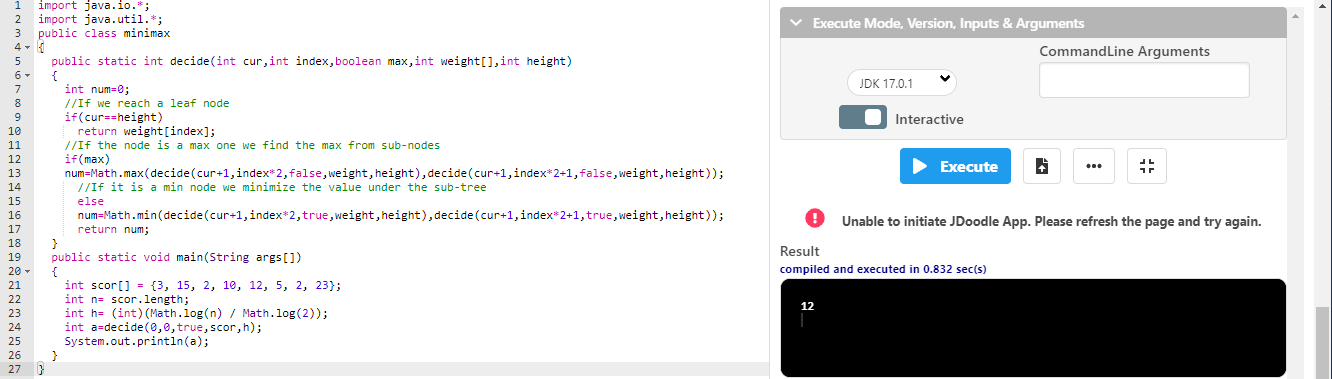 1 import java.io.*;
2 import java.util.*;
3 public class minimax
4 {
5 public static int decide(int cur,int index,boolean max,int weight[],int height)
6 {
7 int num=0;
8 //If we reach a leaf node
9 if(cur==height)
10 return weight[index];
11 //If the node is a max one we find the max from sub-nodes
12 if(max)
13 num=Math.max(decide(cur+1,index*2,false,weight,height),decide(cur+1,index*2+1,false,weight,height));
14 //If it is a min node we minimize the value under the sub-tree
15 else
16 num=Math.min(decide(cur+1,index*2,true,weight,height),decide(cur+1,index*2+1,true,weight,height));
17 return num;
18 }
19 public static void main(String args[])
20 {
21 int scor[] = {3, 15, 2, 10, 12, 5, 2, 23};
22 int n= scor.length;
23 int h= (int)(Math.log(n) / Math.log(2));
24 int a=decide(0,0,true,scor,h);
25 System.out.println(a);
26 }
27 }
Execute Mode, Version, Inputs & Arguments
CommandLine Arguments
JDK 17.0.1
Interactive
Execute
Unable to initiate JDoodle App. Please refresh the page and try again.
Result
compiled and executed in 0.832 sec(s)
12